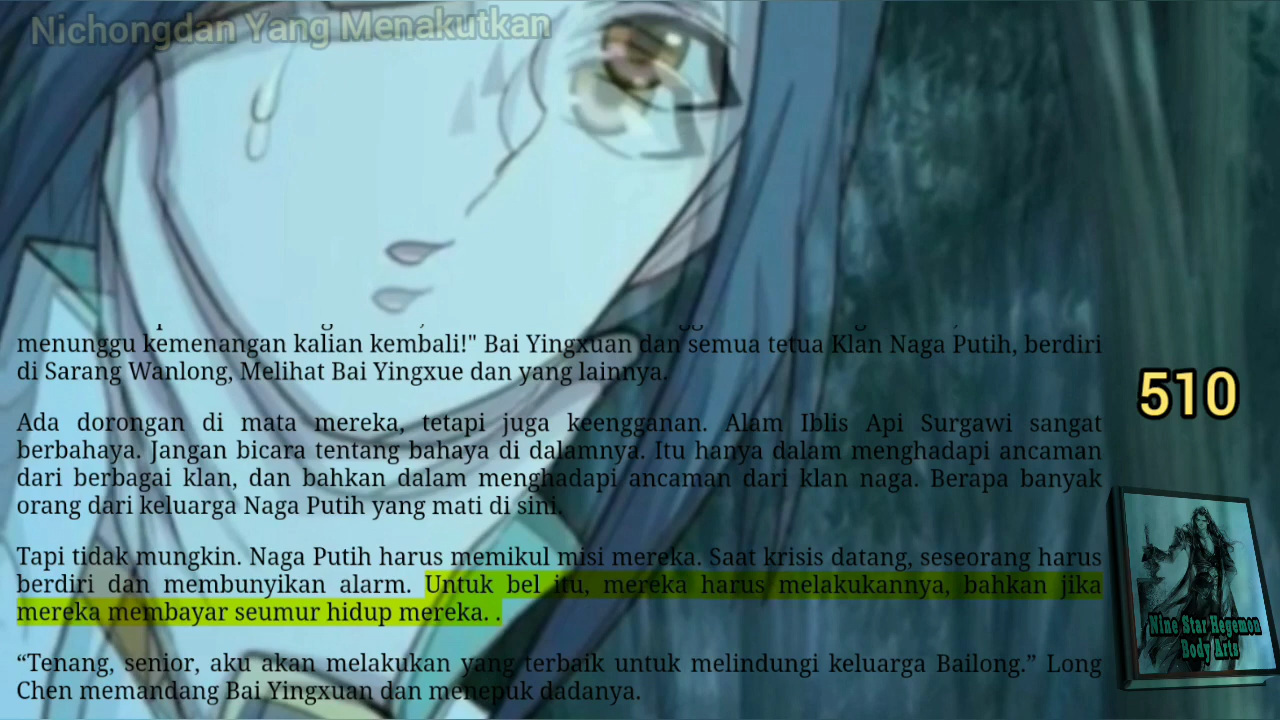 Nichongdan Yang Menakutkan
menunggu kemenangan kalian kembali!" Bai Yingxuan dan semua tetua Klan Naga Putih, berdiri
di Sarang Wanlong, Melihat Bai Yingxue dan yang lainnya.
Ada dorongan di mata mereka, tetapi juga keengganan. Alam Iblis Api Surgawi sangat
berbahaya. Jangan bicara tentang bahaya di dalamnya. Itu hanya dalam menghadapi ancaman
dari berbagai klan, dan bahkan dalam menghadapi ancaman dari klan naga. Berapa banyak
orang dari keluarga Naga Putih yang mati di sini.
Tapi tidak mungkin. Naga Putih harus memikul misi mereka. Saat krisis datang, seseorang harus
berdiri dan membunyikan alarm. Untuk bel itu, mereka harus melakukannya, bahkan jika
mereka membayar seumur hidup mereka. .
“Tenang, senior, aku akan melakukan yang terbaik untuk melindungi keluarga Bailong.” Long
Chen memandang Bai Yingxuan dan menepuk dadanya.
510
Nine Star Hegemon
Body Arts